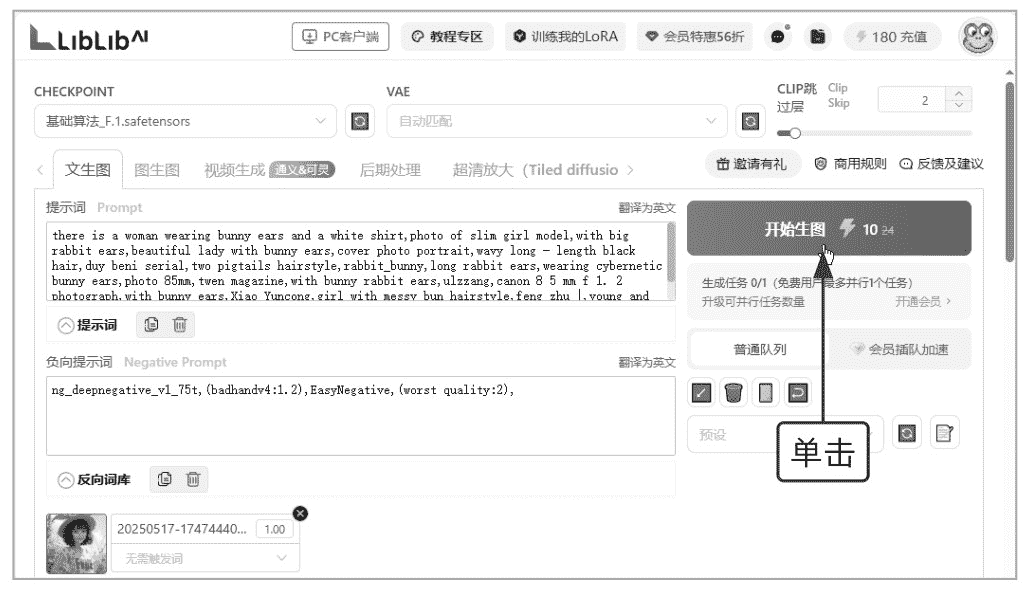 LIBLIBAI PC客户端 教程专区 训练我的LoRA 会员特惠56折 180 充值
CHECKPOINT VAE CLIP跳过层 Clip Skip 2
基础算法_F.1.safetensors 自动匹配
文生图 图生图 视频生成 通义&可灵 后期处理 超清放大（Tiled diffusio 邀请有礼 商用规则 反馈及建议
提示词 Prompt 翻译为英文
there is a woman wearing bunny ears and a white shirt,photo of slim girl model,with big
rabbit ears,beautiful lady with bunny ears,cover photo portrait,wavy long - length black
hair,duy beni serial,two pigtails hairstyle,rabbit_bunny,long rabbit ears,wearing cybernetic
bunny ears,photo 85mm,twen magazine,with bunny rabbit ears,ulzzang,canon 8 5 mm f 1. 2
photograph,with bunny ears,Xiao Yuncong,girl with messy bun hairstyle,feng zhu ,young and
提示词
开始生图 10 24
生成任务 0/1（免费用户最多并行1个任务）
升级可并行任务数量 开通会员
负向提示词 Negative Prompt 翻译为英文
普通队列 会员插队加速
ng_deepnegative_v1_75t,(badhandv4:1.2),EasyNegative,(worst quality:2),
预设
单击
反向词库
20250517-17474440... 1.00
无需触发词